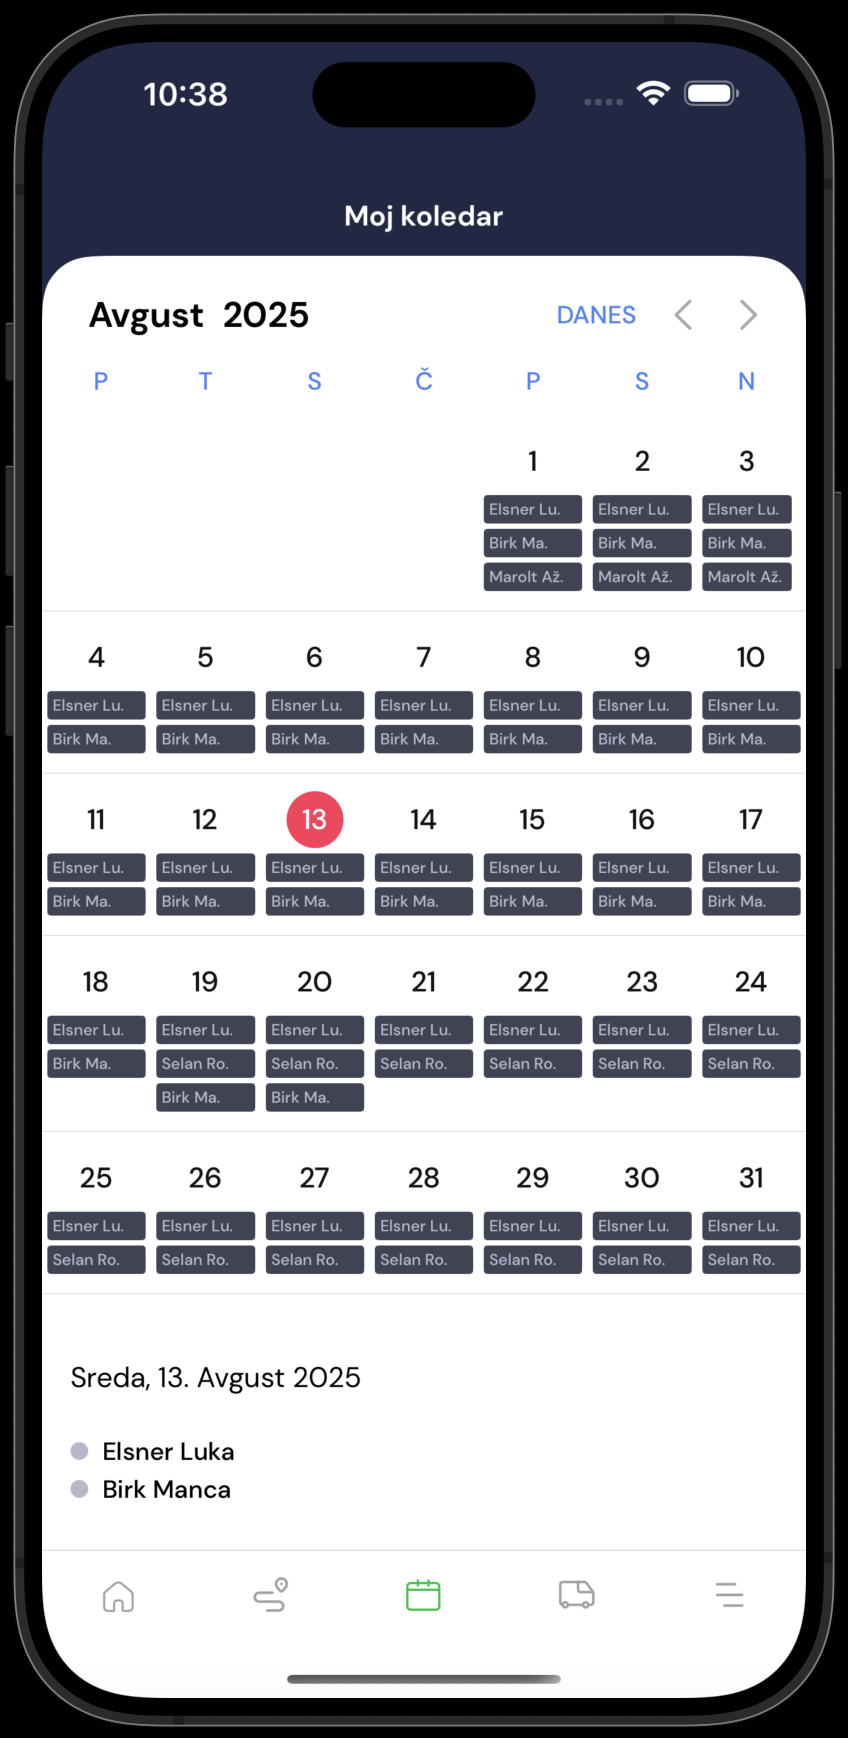 10:38
Moj koledar
Avgust 2025 DANES
P T S Č P S N
1 2 3
Elsner Lu. Elsner Lu. Elsner Lu.
Birk Ma. Birk Ma. Birk Ma.
Marolt Až. Marolt Až. Marolt Až.
4 5 6 7 8 9 10
Elsner Lu. Elsner Lu. Elsner Lu. Elsner Lu. Elsner Lu. Elsner Lu. Elsner Lu.
Birk Ma. Birk Ma. Birk Ma. Birk Ma. Birk Ma. Birk Ma. Birk Ma.
11 12 13 14 15 16 17
Elsner Lu. Elsner Lu. Elsner Lu. Elsner Lu. Elsner Lu. Elsner Lu. Elsner Lu.
Birk Ma. Birk Ma. Birk Ma. Birk Ma. Birk Ma. Birk Ma. Birk Ma.
18 19 20 21 22 23 24
Elsner Lu. Elsner Lu. Elsner Lu. Elsner Lu. Elsner Lu. Elsner Lu. Elsner Lu.
Birk Ma. Selan Ro. Selan Ro. Selan Ro. Selan Ro. Selan Ro. Selan Ro.
Birk Ma. Birk Ma.
25 26 27 28 29 30 31
Elsner Lu. Elsner Lu. Elsner Lu. Elsner Lu. Elsner Lu. Elsner Lu. Elsner Lu.
Selan Ro. Selan Ro. Selan Ro. Selan Ro. Selan Ro. Selan Ro. Selan Ro.
Sreda, 13. Avgust 2025
Elsner Luka
Birk Manca